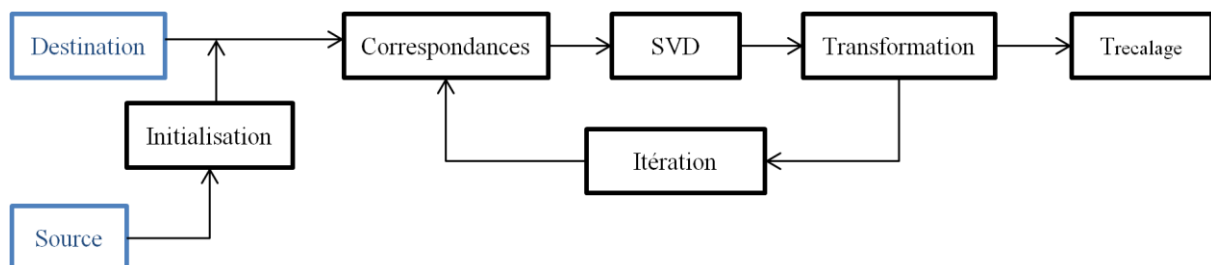 Destination
Correspondances
SVD
Transformation
Trecalage
Initialisation
Itération
Source